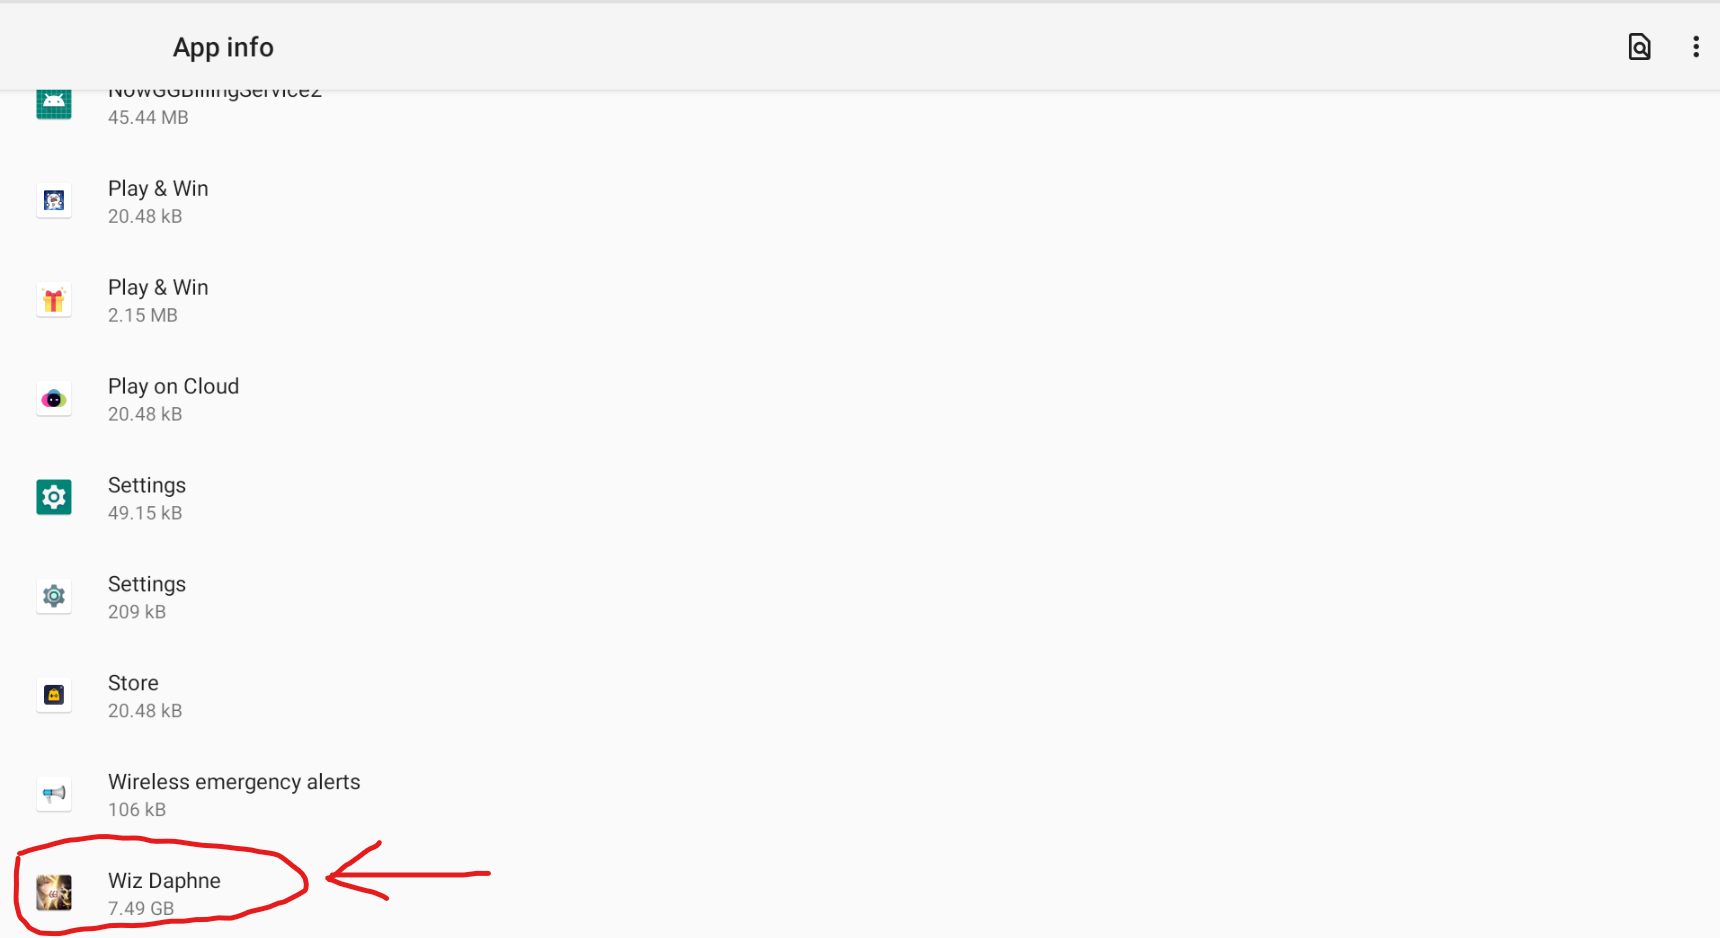 App info
NowGGBillingService2
45.44 MB
Play & Win
20.48 kB
Play & Win
2.15 MB
Play on Cloud
20.48 kB
Settings
49.15 kB
Settings
209 kB
Store
20.48 kB
Wireless emergency alerts
106 kB
Wiz Daphne
7.49 GB